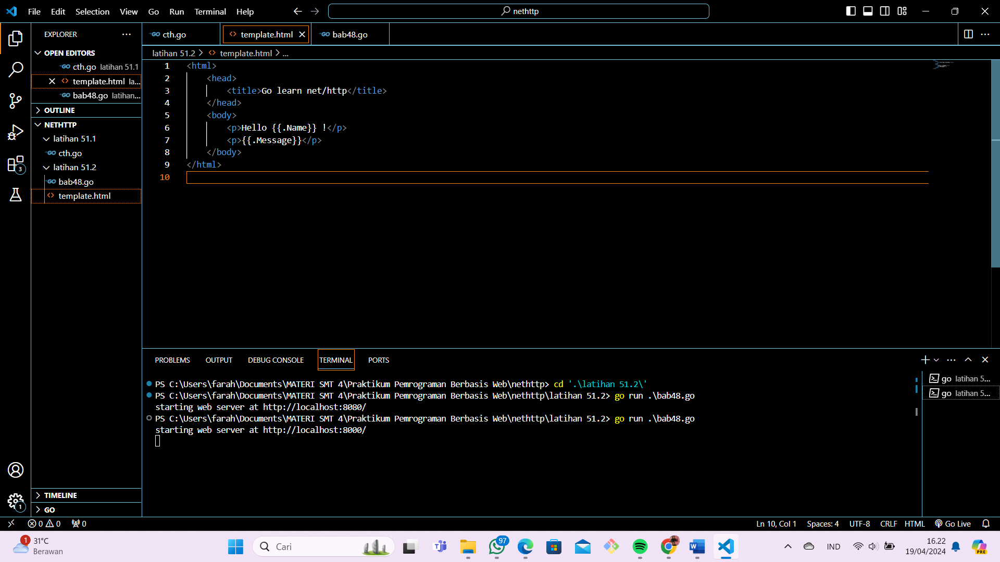 File Edit Selection View Go Run Terminal Help
nethttp
EXPLORER
OPEN EDITORS
GO cth.go latihan 51.1
template.html la...
GO bab48.go latihan...
OUTLINE
NETHTTP
latihan 51.1
GO cth.go
latihan 51.2
GO bab48.go
<> template.html
TIMELINE
GO
3
1
GO cth.go
<> template.html
GO bab48.go
latihan 51.2 > <> template.html > ...
1 <html>
2 <head>
3 <title>Go learn net/http</title>
4 </head>
5 <body>
6 <p>Hello {{.Name}} !</p>
7 <p>{{.Message}}</p>
8 </body>
9 </html>
10
PROBLEMS OUTPUT DEBUG CONSOLE TERMINAL PORTS
PS C:\Users\farah\Documents\MATERI SMT 4\Praktikum Pemrograman Berbasis Web\nethttp> cd '.\latihan 51.2\'
PS C:\Users\farah\Documents\MATERI SMT 4\Praktikum Pemrograman Berbasis Web\nethttp\latihan 51.2> go run .\bab48.go
starting web server at http://localhost:8080/
PS C:\Users\farah\Documents\MATERI SMT 4\Praktikum Pemrograman Berbasis Web\nethttp\latihan 51.2> go run .\bab48.go
starting web server at http://localhost:8000/
go latihan 5...
go latihan 5...
0 0 0
Ln 10, Col 1 Spaces: 4 UTF-8 CRLF HTML Go Live
1
31°C
Berawan
Cari
97
IND
16.22
19/04/2024
PRE